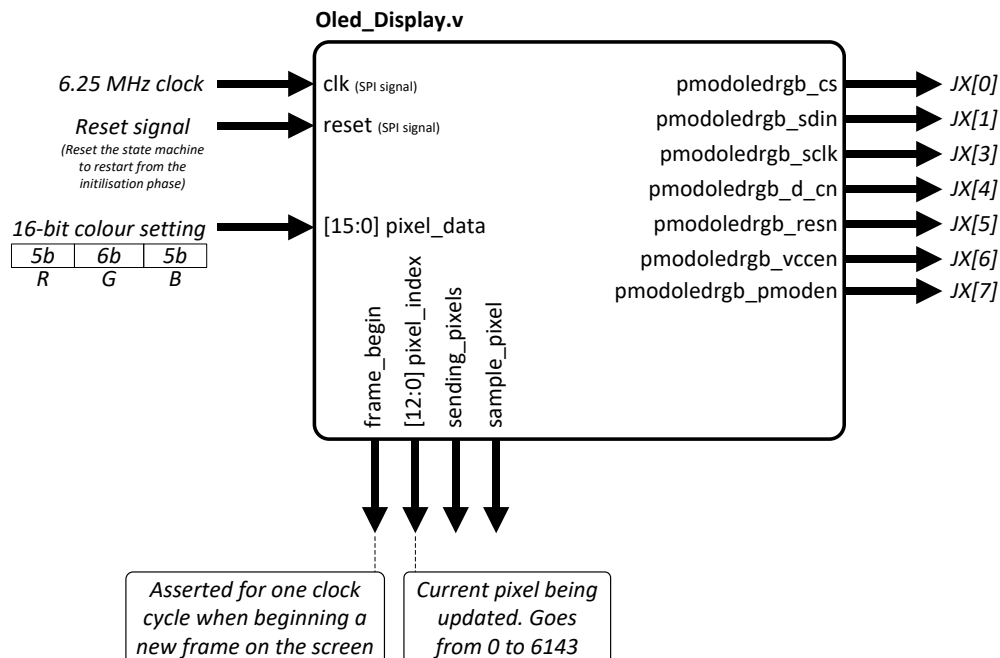 Oled_Display.v
6.25 MHz clock
clk (SPI signal)
Reset signal
(Reset the state machine
to restart from the
initilisation phase)
reset (SPI signal)
16-bit colour setting
5b 6b 5b
R G B
[15:0] pixel_data
pmodoledrgb_cs JX[0]
pmodoledrgb_sdin JX[1]
pmodoledrgb_sclk JX[3]
pmodoledrgb_d_cn JX[4]
pmodoledrgb_resn JX[5]
pmodoledrgb_vccen JX[6]
pmodoledrgb_pmoden JX[7]
frame_begin
[12:0] pixel_index
sending_pixels
sample_pixel
Asserted for one clock
cycle when beginning a
new frame on the screen
Current pixel being
updated. Goes
from 0 to 6143